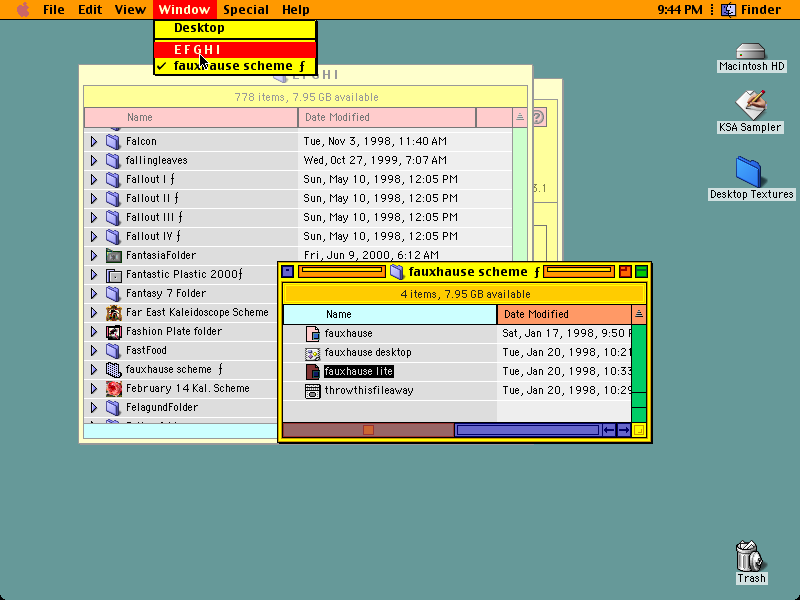 File Edit View Window Special Help 9:44 PM Finder
Desktop
E F G H I
✓ fauxhause scheme ƒ
E F G H I
778 items, 7.95 GB available
Name Date Modified
Falcon Tue, Nov 3, 1998, 11:40 AM
fallingleaves Wed, Oct 27, 1999, 7:07 AM
Fallout I ƒ Sun, May 10, 1998, 12:05 PM
Fallout II ƒ Sun, May 10, 1998, 12:05 PM
Fallout III ƒ Sun, May 10, 1998, 12:05 PM
Fallout IV ƒ Sun, May 10, 1998, 12:05 PM
FantasiaFolder Fri, Jun 9, 2000, 6:12 AM
Fantastic Plastic 2000ƒ
Fantasy 7 Folder
Far East Kaleidoscope Scheme
Fashion Plate folder
FastFood
fauxhause scheme ƒ
February 14 Kal. Scheme
FelagundFolder
3.1
fauxhause scheme ƒ
4 items, 7.95 GB available
Name Date Modified
fauxhause Sat, Jan 17, 1998, 9:50
fauxhause desktop Tue, Jan 20, 1998, 10:21
fauxhause lite Tue, Jan 20, 1998, 10:33
throwthisfileaway Tue, Jan 20, 1998, 10:29
Macintosh HD
KSA Sampler
Desktop Textures
Trash